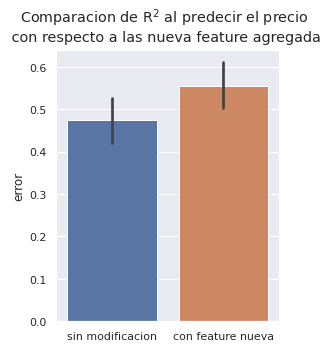 Comparacion de R² al predecir el precio
con respecto a las nueva feature agregada
0.6
0.5
0.4
0.3
0.2
0.1
0.0
error
sin modificacion
con feature nueva